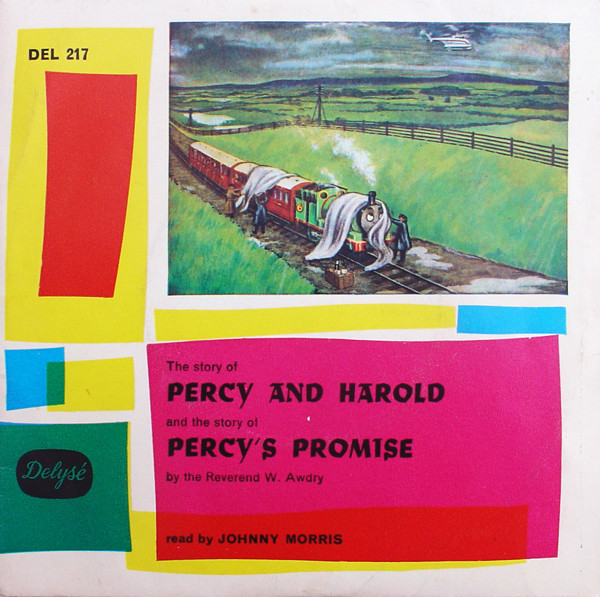 DEL 217
The story of
PERCY AND HAROLD
and the story of
PERCY'S PROMISE
by the Reverend W. Awdry
Delysé
read by JOHNNY MORRIS